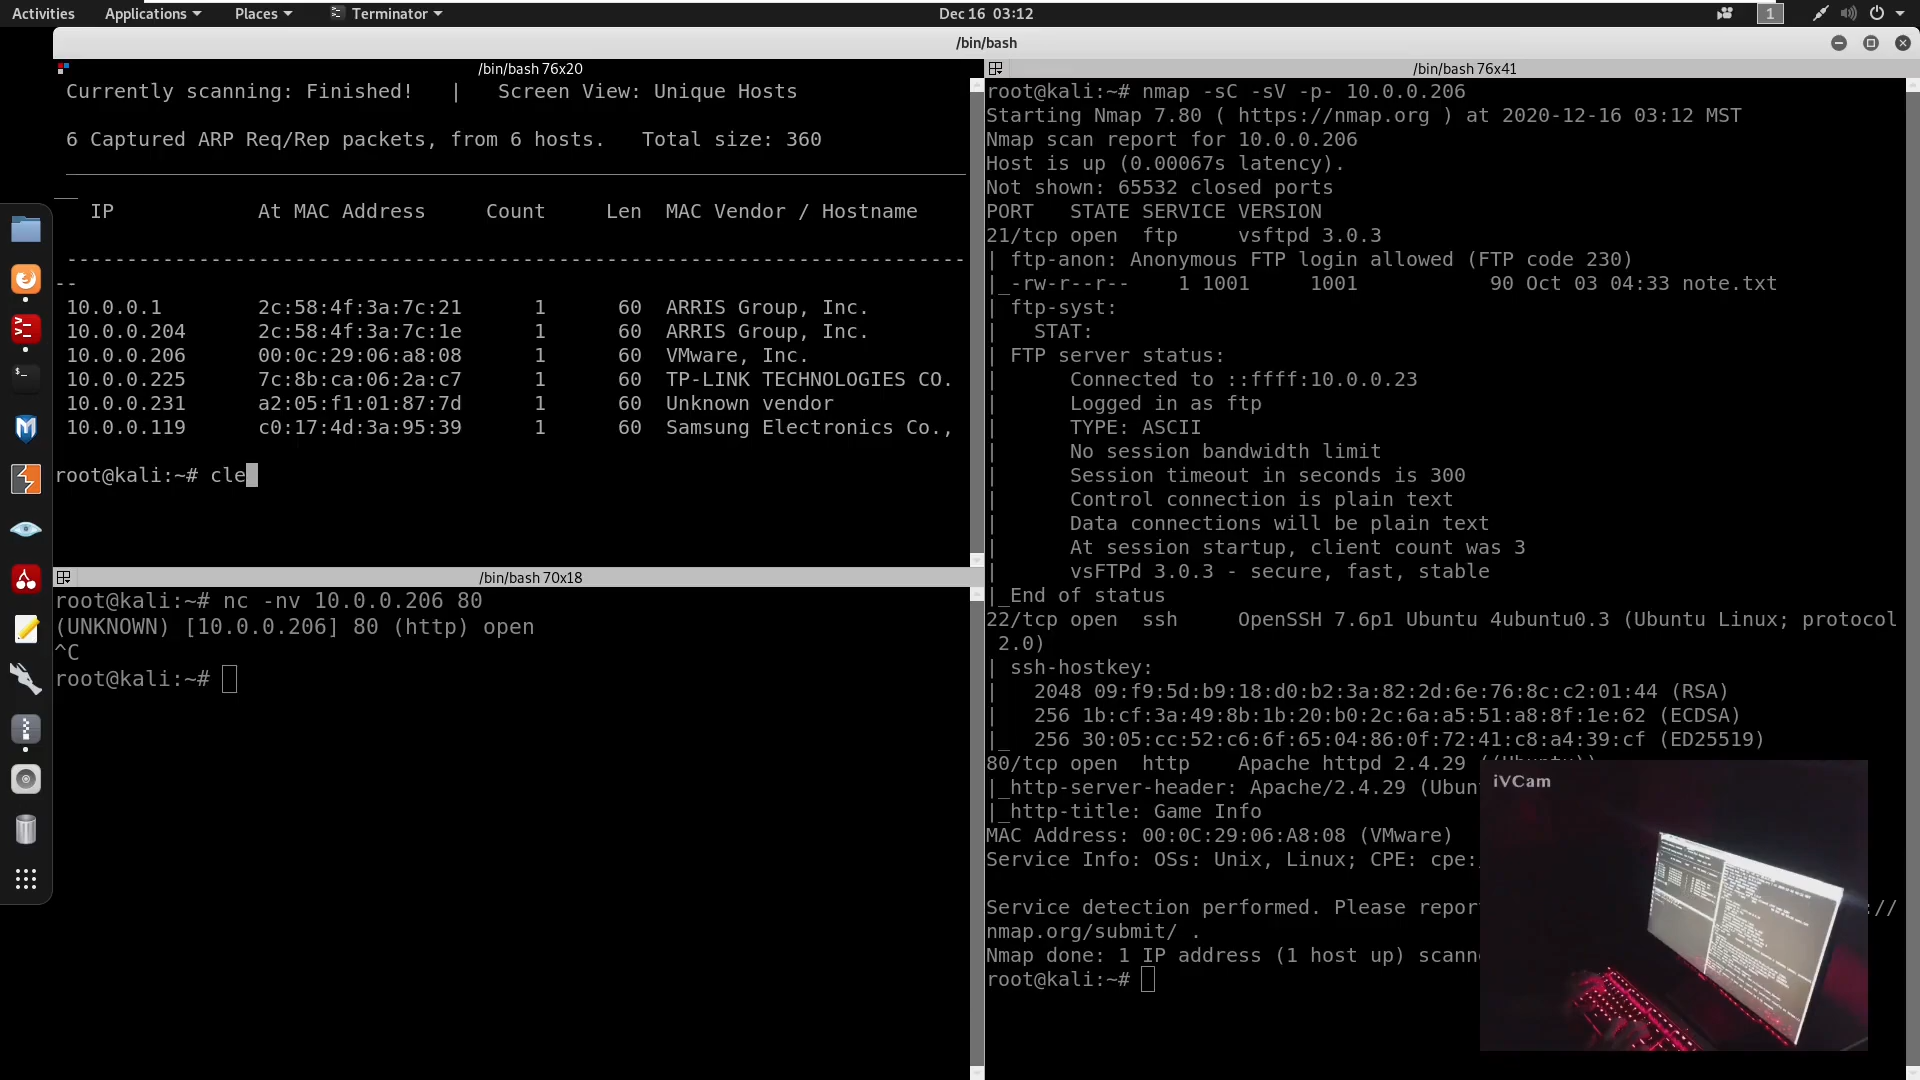 Activities Applications Places Terminator Dec 16 03:12 1
/bin/bash
/bin/bash 76x20
Currently scanning: Finished! | Screen View: Unique Hosts
6 Captured ARP Req/Rep packets, from 6 hosts. Total size: 360
_____________________________________________________________________________
IP At MAC Address Count Len MAC Vendor / Hostname
-----------------------------------------------------------------------------
10.0.0.1 2c:58:4f:3a:7c:21 1 60 ARRIS Group, Inc.
10.0.0.204 2c:58:4f:3a:7c:1e 1 60 ARRIS Group, Inc.
10.0.0.206 00:0c:29:06:a8:08 1 60 VMware, Inc.
10.0.0.225 7c:8b:ca:06:2a:c7 1 60 TP-LINK TECHNOLOGIES CO.
10.0.0.231 a2:05:f1:01:87:7d 1 60 Unknown vendor
10.0.0.119 c0:17:4d:3a:95:39 1 60 Samsung Electronics Co.,
root@kali:~# cle
/bin/bash 70x18
root@kali:~# nc -nv 10.0.0.206 80
(UNKNOWN) [10.0.0.206] 80 (http) open
^C
root@kali:~#
/bin/bash 76x41
root@kali:~# nmap -sC -sV -p- 10.0.0.206
Starting Nmap 7.80 ( https://nmap.org ) at 2020-12-16 03:12 MST
Nmap scan report for 10.0.0.206
Host is up (0.00067s latency).
Not shown: 65532 closed ports
PORT STATE SERVICE VERSION
21/tcp open ftp vsftpd 3.0.3
| ftp-anon: Anonymous FTP login allowed (FTP code 230)
|_-rw-r--r-- 1 1001 1001 90 Oct 03 04:33 note.txt
| ftp-syst:
| STAT:
| FTP server status:
| Connected to ::ffff:10.0.0.23
| Logged in as ftp
| TYPE: ASCII
| No session bandwidth limit
| Session timeout in seconds is 300
| Control connection is plain text
| Data connections will be plain text
| At session startup, client count was 3
| vsFTPd 3.0.3 - secure, fast, stable
|_End of status
22/tcp open ssh OpenSSH 7.6p1 Ubuntu 4ubuntu0.3 (Ubuntu Linux; protocol
2.0)
| ssh-hostkey:
| 2048 09:f9:5d:b9:18:d0:b2:3a:82:2d:6e:76:8c:c2:01:44 (RSA)
| 256 1b:cf:3a:49:8b:1b:20:b0:2c:6a:a5:51:a8:8f:1e:62 (ECDSA)
|_ 256 30:05:cc:52:c6:6f:65:04:86:0f:72:41:c8:a4:39:cf (ED25519)
80/tcp open http Apache httpd 2.4.29 ((Ubuntu))
|_http-server-header: Apache/2.4.29 (Ubun
|_http-title: Game Info
MAC Address: 00:0C:29:06:A8:08 (VMware)
Service Info: OSs: Unix, Linux; CPE: cpe:
Service detection performed. Please repor ://
nmap.org/submit/ .
Nmap done: 1 IP address (1 host up) scann
root@kali:~#
iVCam